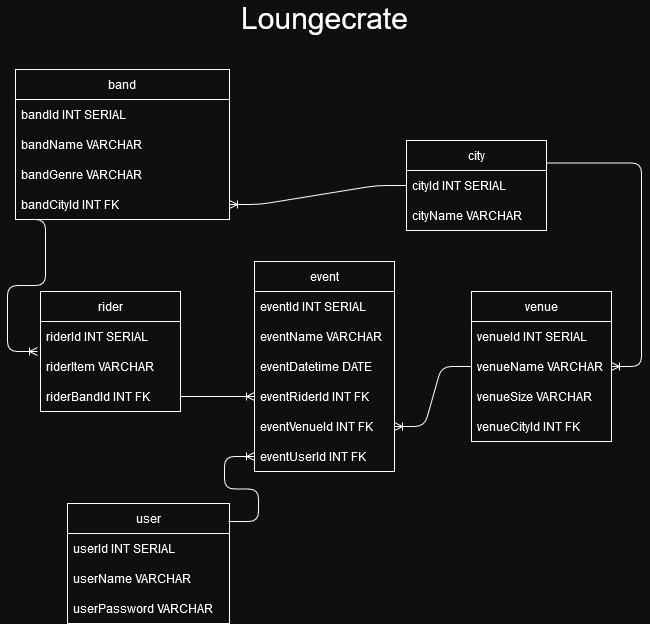 Loungecrate
band
bandId INT SERIAL
bandName VARCHAR
bandGenre VARCHAR
bandCityId INT FK
city
cityId INT SERIAL
cityName VARCHAR
rider
riderId INT SERIAL
riderItem VARCHAR
riderBandId INT FK
event
eventId INT SERIAL
eventName VARCHAR
eventDatetime DATE
eventRiderId INT FK
eventVenueId INT FK
eventUserId INT FK
venue
venueId INT SERIAL
venueName VARCHAR
venueSize VARCHAR
venueCityId INT FK
user
userId INT SERIAL
userName VARCHAR
userPassword VARCHAR